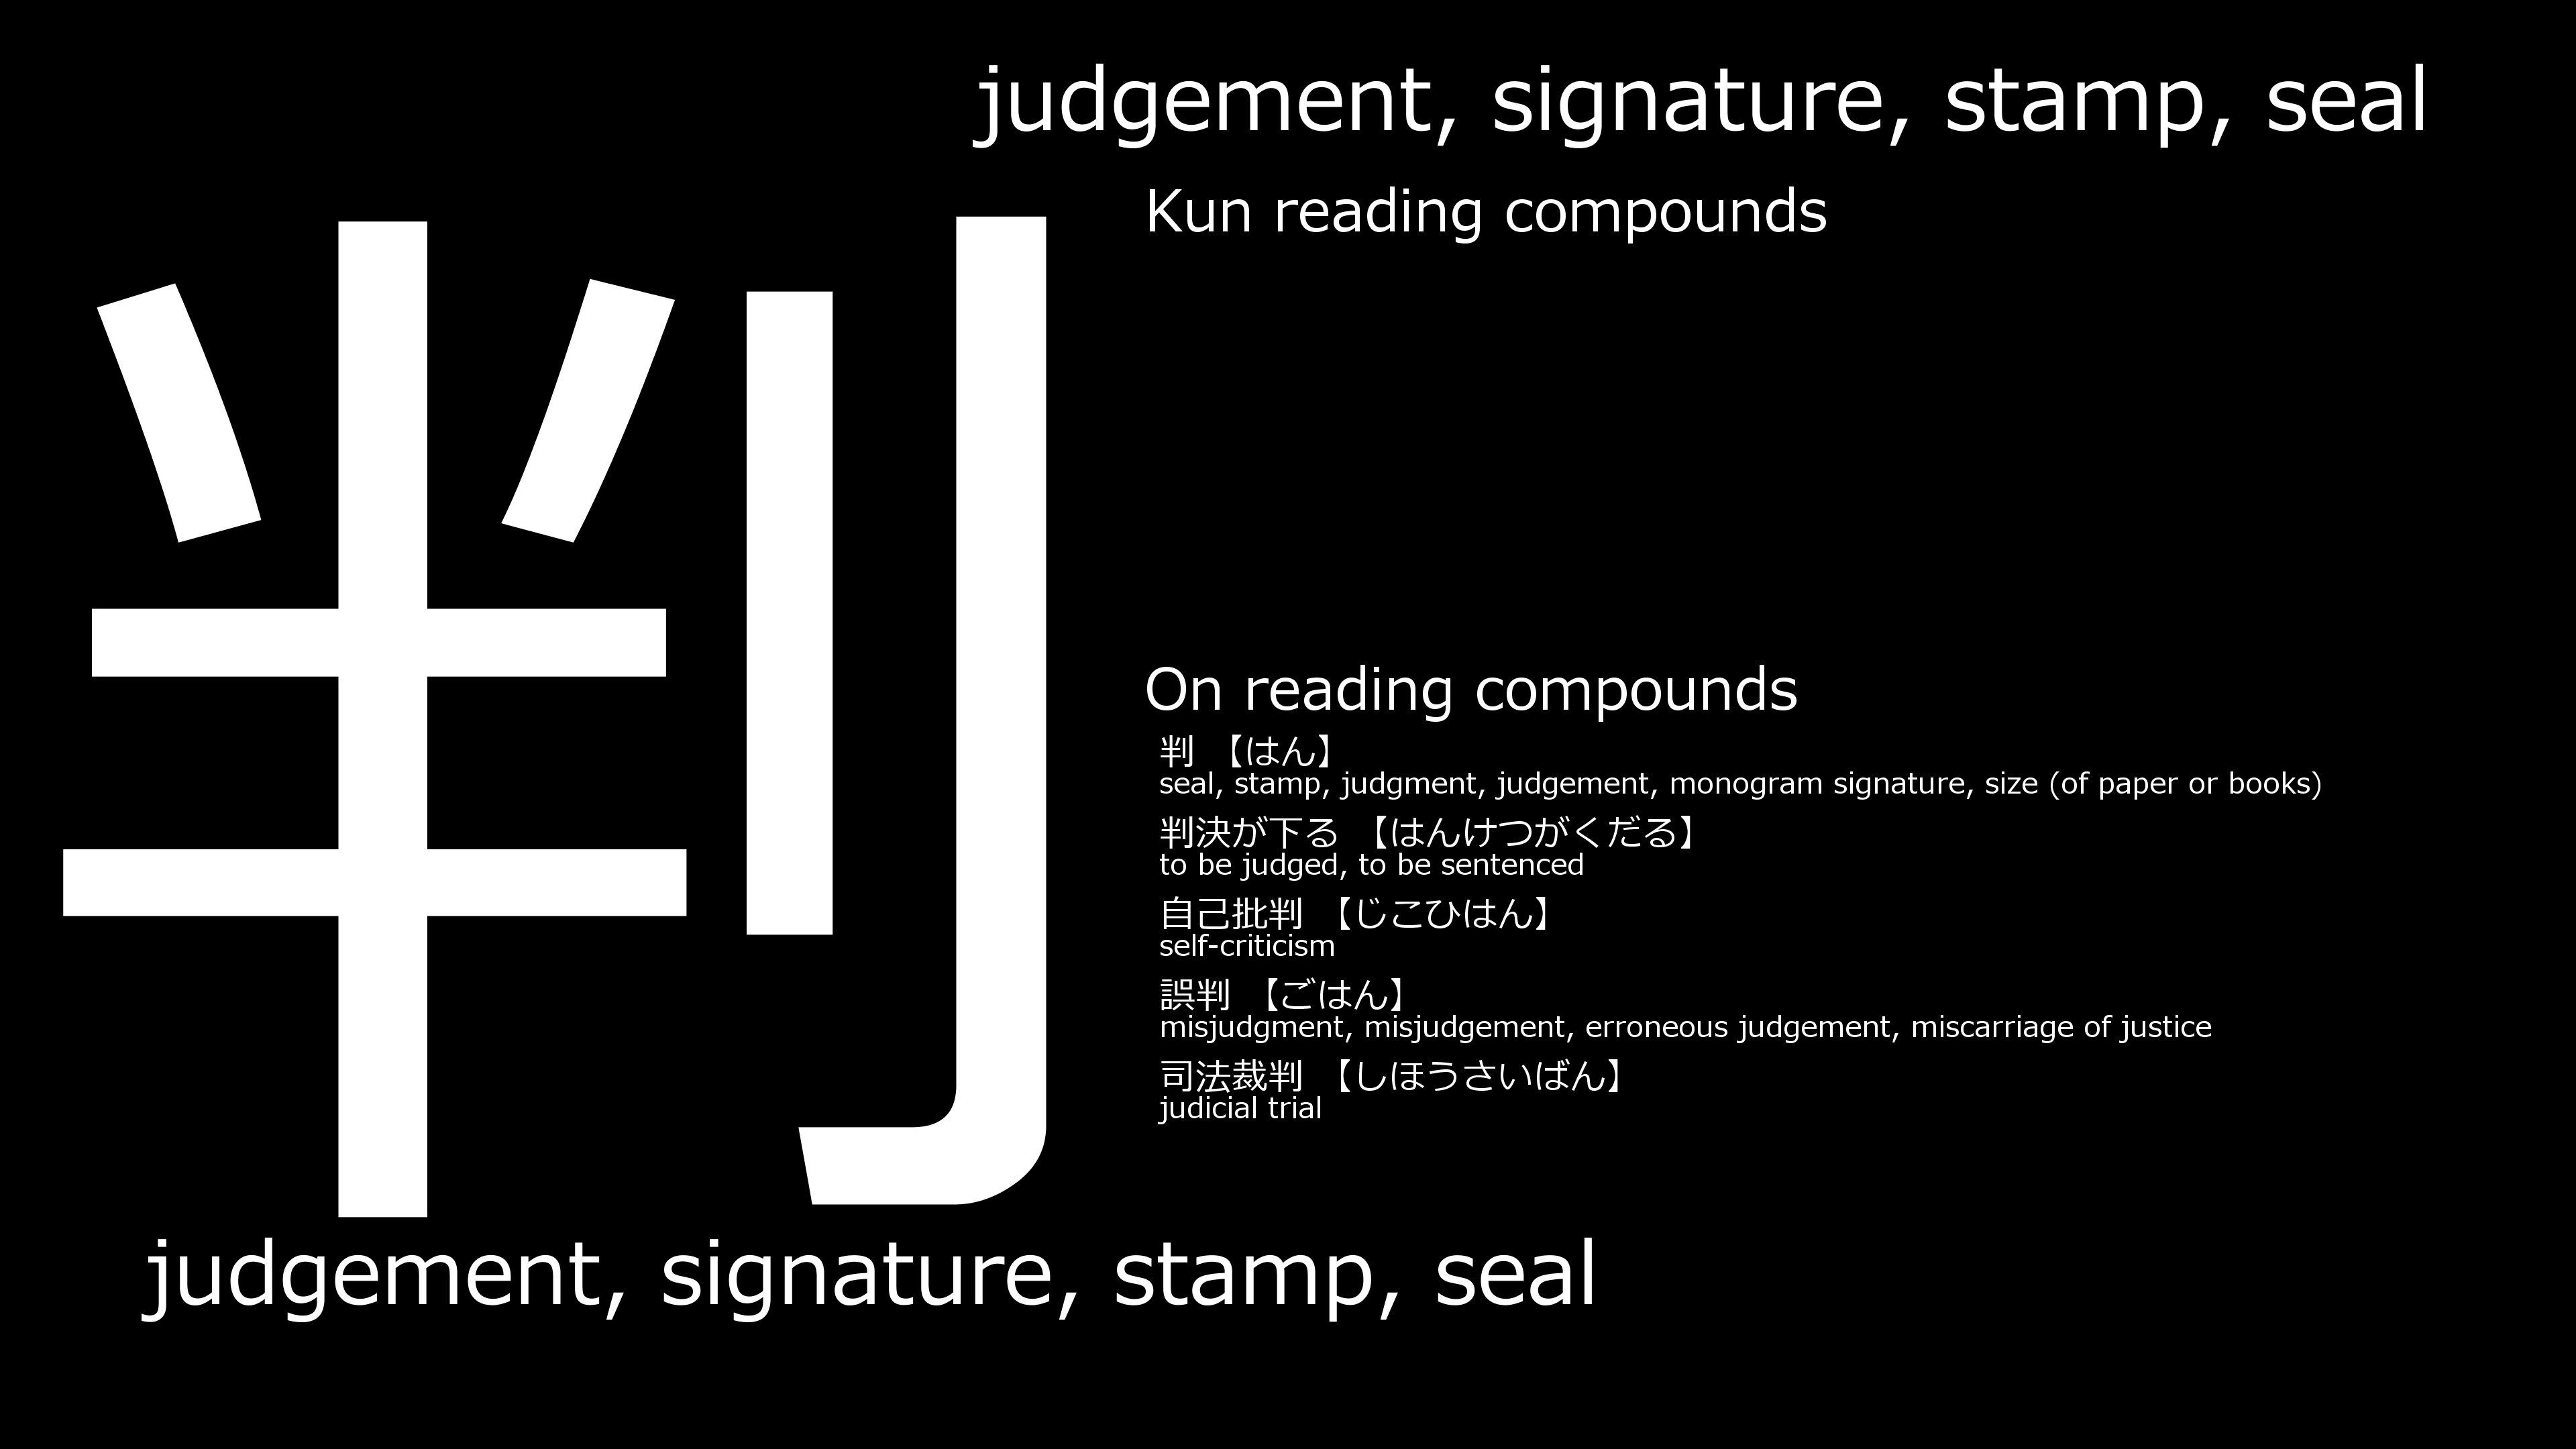 judgement, signature, stamp, seal
判
Kun reading compounds
On reading compounds
判 【はん】
seal, stamp, judgment, judgement, monogram signature, size (of paper or books)
判決が下る 【はんけつがくだる】
to be judged, to be sentenced
自己批判 【じこひはん】
self-criticism
誤判 【ごはん】
misjudgment, misjudgement, erroneous judgement, miscarriage of justice
司法裁判 【しほうさいばん】
judicial trial
judgement, signature, stamp, seal